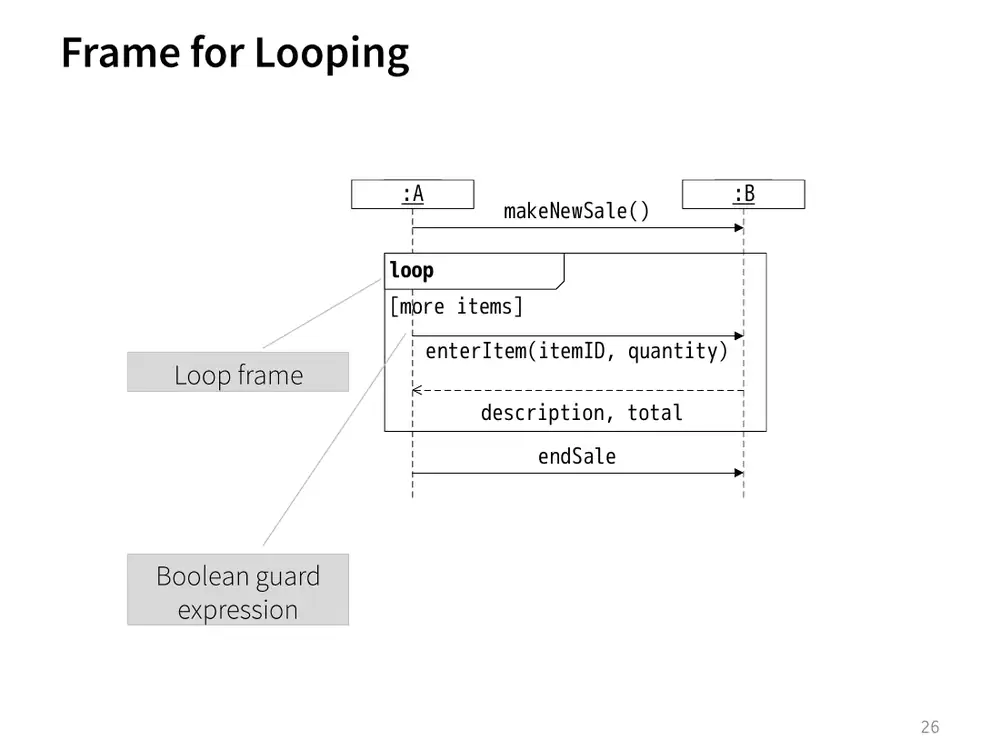 Frame for Looping
:A
:B
makeNewSale()
loop
[more items]
enterItem(itemID, quantity)
Loop frame
description, total
endSale
Boolean guard
expression
26